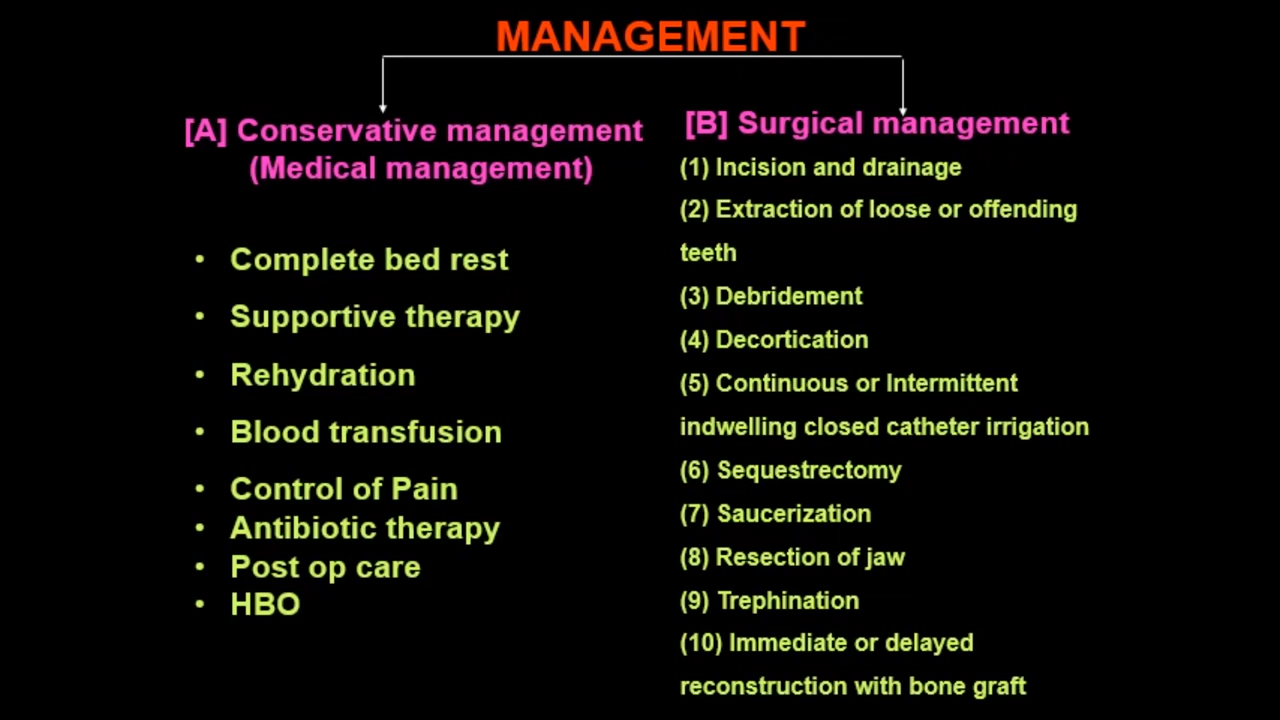 MANAGEMENT
[A] Conservative management
(Medical management)
• Complete bed rest
• Supportive therapy
• Rehydration
• Blood transfusion
• Control of Pain
• Antibiotic therapy
• Post op care
• HBO
[B] Surgical management
(1) Incision and drainage
(2) Extraction of loose or offending
teeth
(3) Debridement
(4) Decortication
(5) Continuous or Intermittent
indwelling closed catheter irrigation
(6) Sequestrectomy
(7) Saucerization
(8) Resection of jaw
(9) Trephination
(10) Immediate or delayed
reconstruction with bone graft